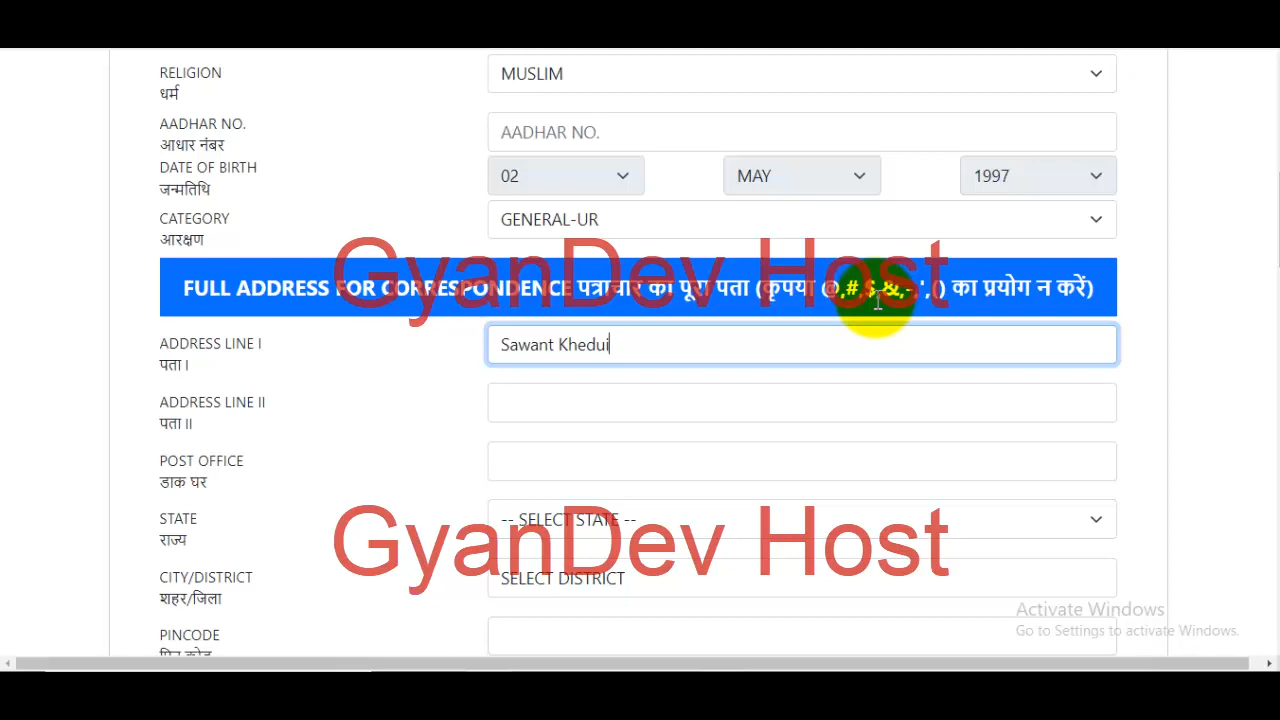 RELIGION
धर्म
MUSLIM
AADHAR NO.
आधार नंबर
AADHAR NO.
DATE OF BIRTH
जन्मतिथि
02 MAY 1997
CATEGORY
आरक्षण
GENERAL-UR
GyanDev Host
FULL ADDRESS FOR CORRESPONDENCE पत्राचार का पूरा पता (कृपया @,#,$,&,-,',() का प्रयोग न करें)
ADDRESS LINE I
पता I
Sawant Khedui
ADDRESS LINE II
पता II
POST OFFICE
डाक घर
STATE
राज्य
-- SELECT STATE --
GyanDev Host
CITY/DISTRICT
शहर/जिला
SELECT DISTRICT
Activate Windows
Go to Settings to activate Windows.
PINCODE